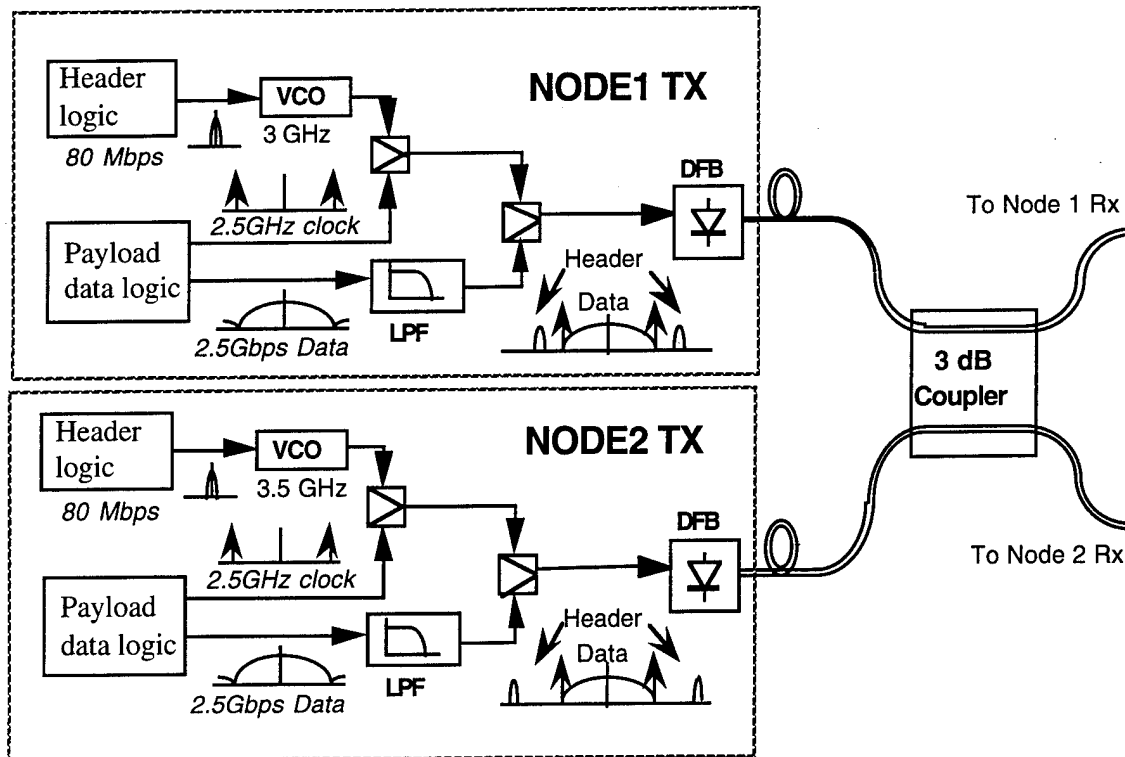 NODE1 TX
Header
logic
80 Mbps
VCO
3 GHz
2.5GHz clock
Payload
data logic
2.5Gbps Data
LPF
Header
Data
DFB
To Node 1 Rx
3 dB
Coupler
NODE2 TX
Header
logic
80 Mbps
VCO
3.5 GHz
2.5GHz clock
Payload
data logic
2.5Gbps Data
LPF
Header
Data
DFB
To Node 2 Rx